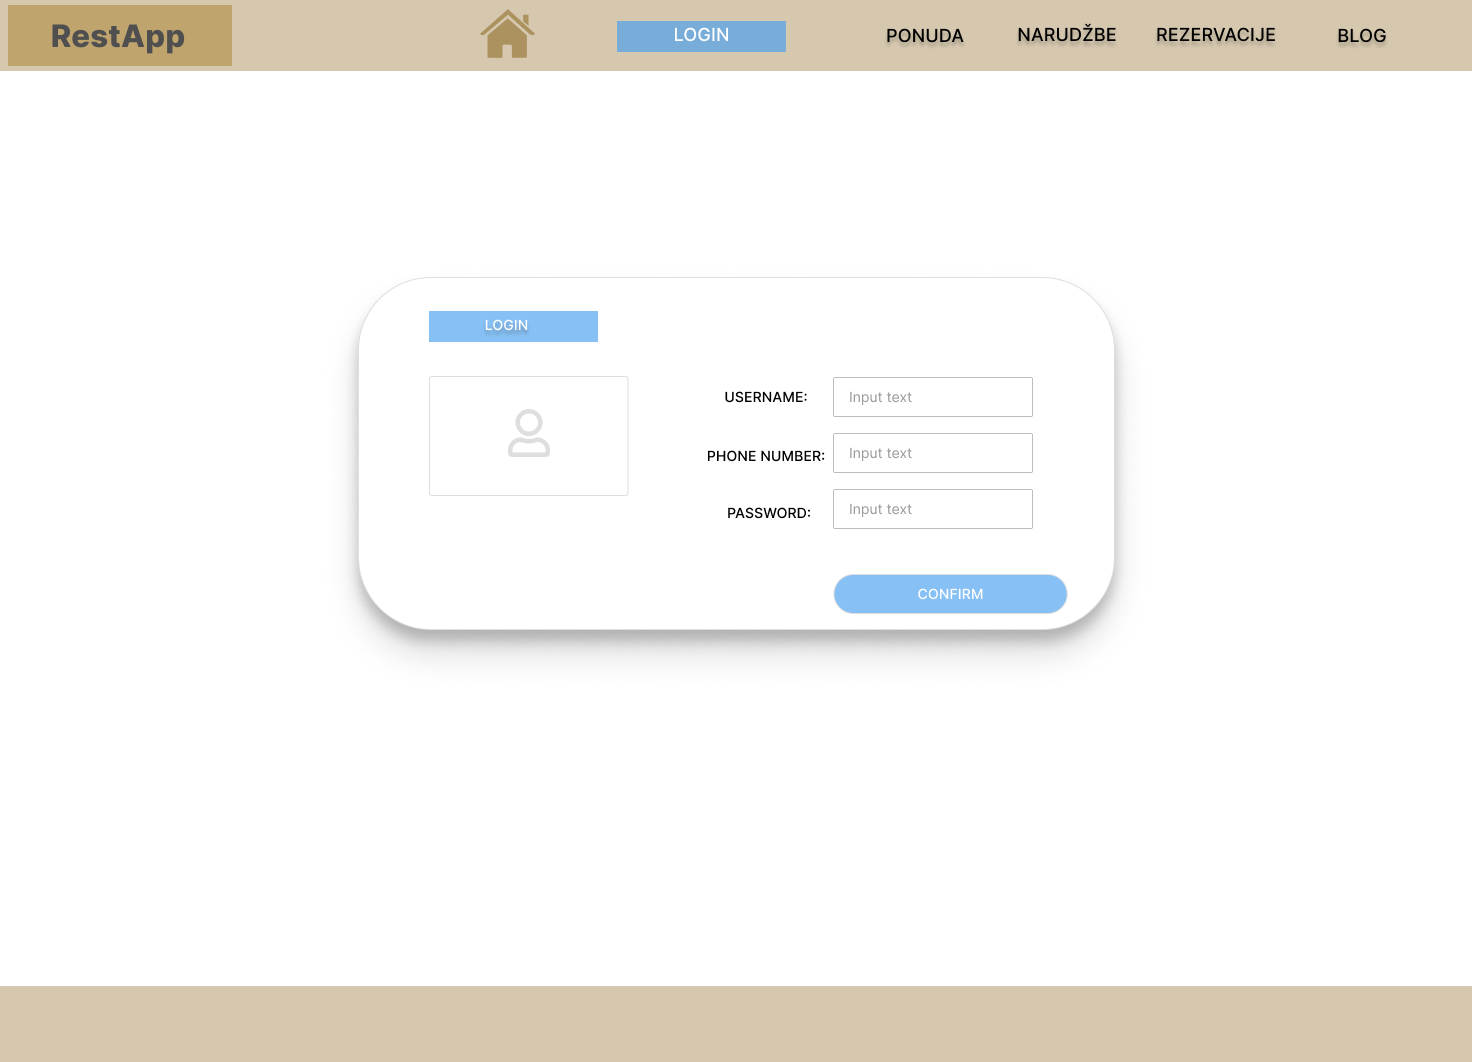 RestApp
LOGIN
PONUDA
NARUDŽBE
REZERVACIJE
BLOG
LOGIN
USERNAME:
Input text
PHONE NUMBER:
Input text
PASSWORD:
Input text
CONFIRM